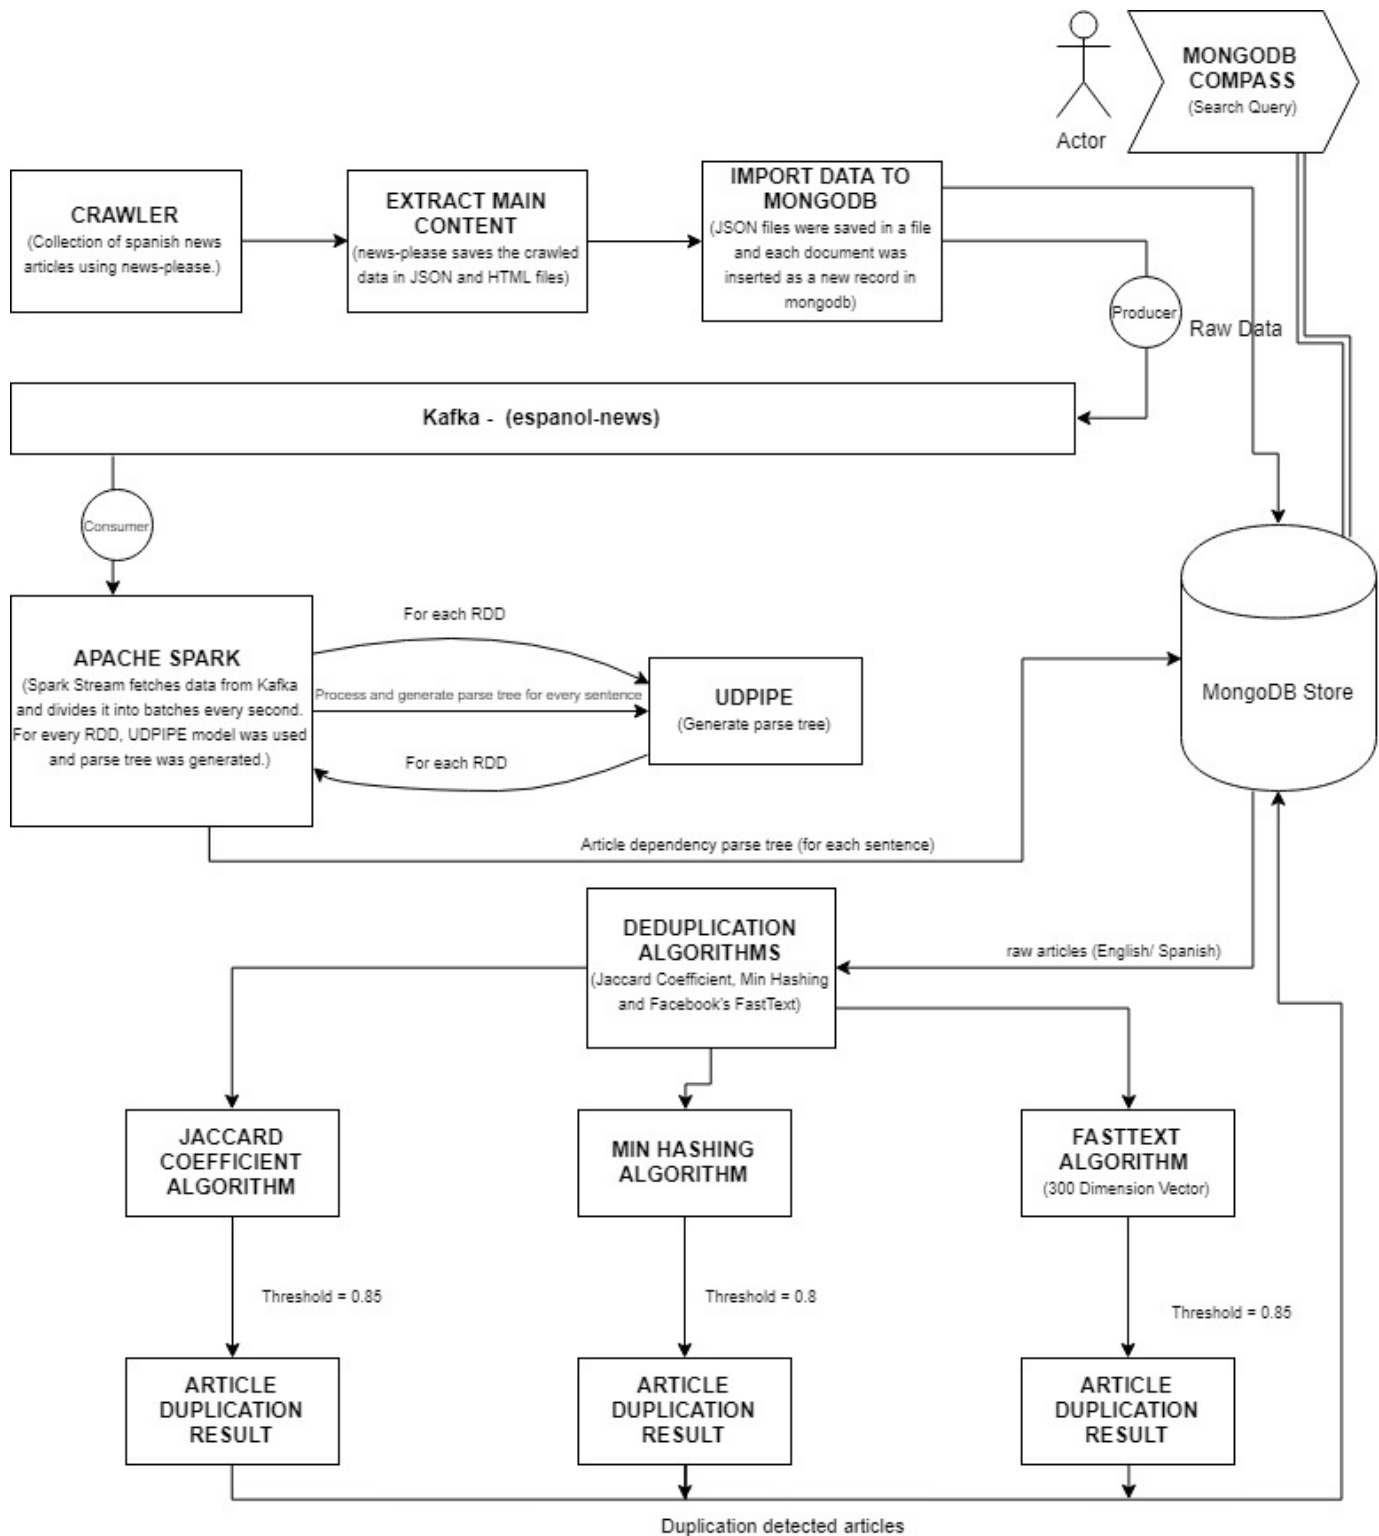 MONGODB
COMPASS
(Search Query)
Actor
CRAWLER
(Collection of spanish news
articles using news-please.)
EXTRACT MAIN
CONTENT
(news-please saves the crawled
data in JSON and HTML files)
IMPORT DATA TO
MONGODB
(JSON files were saved in a file
and each document was
inserted as a new record in
mongodb)
Producer
Raw Data
Kafka - (espanol-news)
Consumer
APACHE SPARK
(Spark Stream fetches data from Kafka
and divides it into batches every second.
For every RDD, UDPIPE model was used
and parse tree was generated.)
For each RDD
Process and generate parse tree for every sentence
For each RDD
UDPIPE
(Generate parse tree)
MongoDB Store
Article dependency parse tree (for each sentence)
DEDUPLICATION
ALGORITHMS
(Jaccard Coefficient, Min Hashing
and Facebook's FastText)
raw articles (English/ Spanish)
JACCARD
COEFFICIENT
ALGORITHM
MIN HASHING
ALGORITHM
FASTTEXT
ALGORITHM
(300 Dimension Vector)
Threshold = 0.85
Threshold = 0.8
Threshold = 0.85
ARTICLE
DUPLICATION
RESULT
ARTICLE
DUPLICATION
RESULT
ARTICLE
DUPLICATION
RESULT
Duplication detected articles